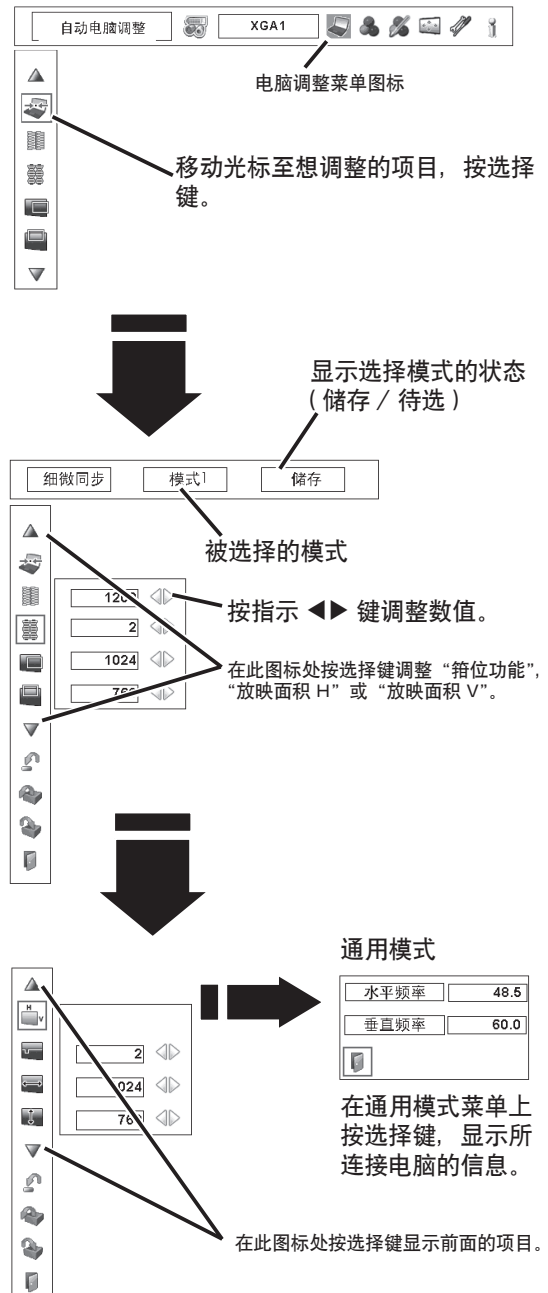 自动电脑调整
XGA1
电脑调整菜单图标
移动光标至想调整的项目，按选择
键。
显示选择模式的状态
（储存 / 待选）
细微同步
模式1
储存
被选择的模式
按指示 ◀▶ 键调整数值。
2
1024
在此图标处按选择键调整 “箝位功能”，
“放映面积 H” 或 “放映面积 V”。
通用模式
水平频率
48.5
垂直频率
60.0
H
V
2
在通用模式菜单上
按选择键，显示所
连接电脑的信息。
在此图标处按选择键显示前面的项目。